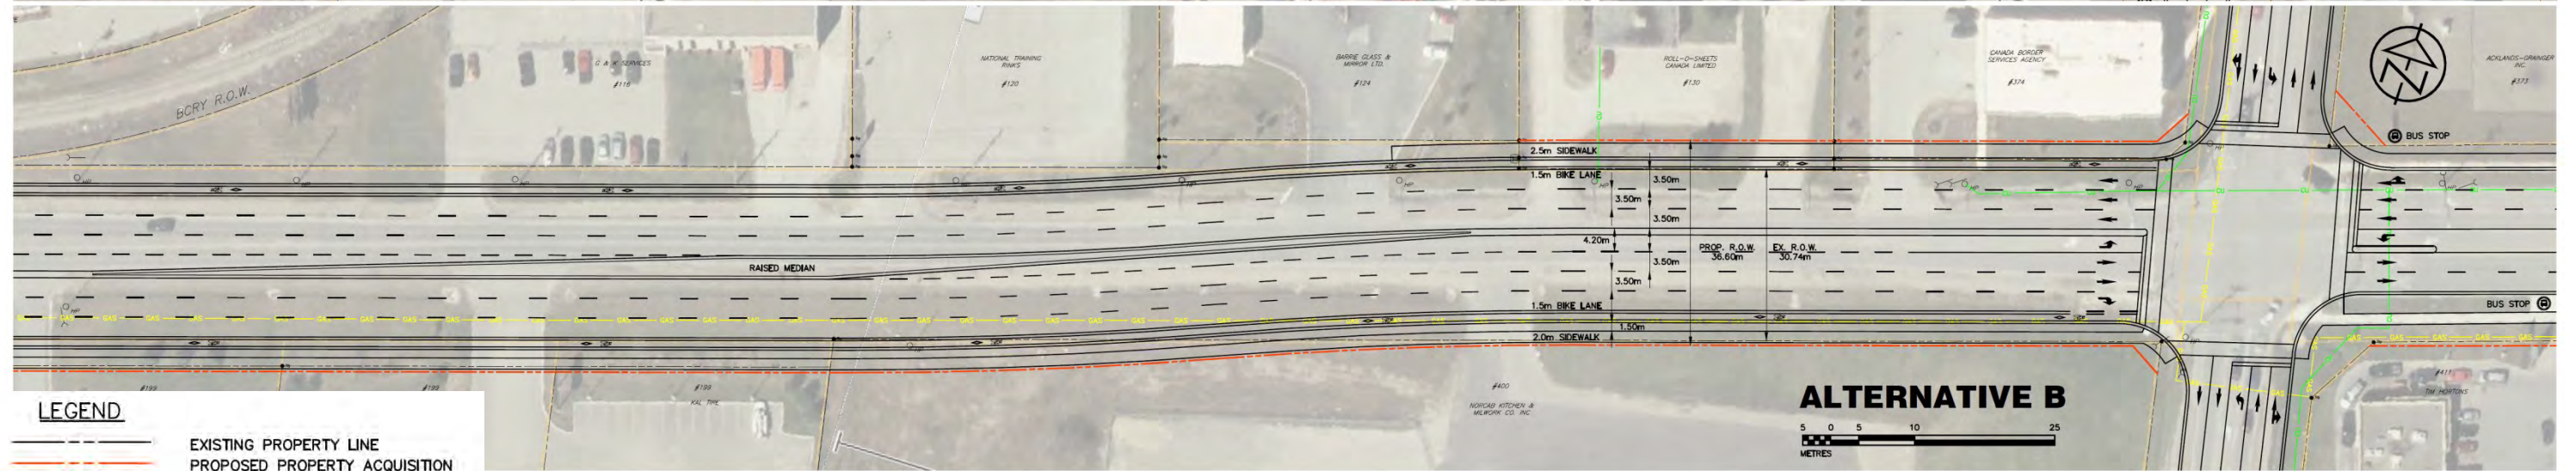 BCRY R.O.W.
G & K SERVICES
#116
NATIONAL TRAINING
RINKS
#120
BARRIE GLASS &
MIRROR LTD.
#124
ROLL-O-SHEETS
CANADA LIMITED
#130
CANADA BORDER
SERVICES AGENCY
#374
ACKLANDS-GRAINGER
INC.
#373
BUS STOP
2.5m SIDEWALK
1.5m BIKE LANE
3.50m
3.50m
3.50m
4.20m
PROP. R.O.W.
36.60m
EX. R.O.W.
30.74m
3.50m
3.50m
RAISED MEDIAN
1.5m BIKE LANE
1.50m
2.0m SIDEWALK
BUS STOP
GAS
HP
#199
#199
#199
KAL TIRE
#400
NORCAB KITCHEN &
MILWORK CO. INC
#411
TIM HORTONS
ALTERNATIVE B
5 0 5 10 25
METRES
LEGEND
EXISTING PROPERTY LINE
PROPOSED PROPERTY ACQUISITION